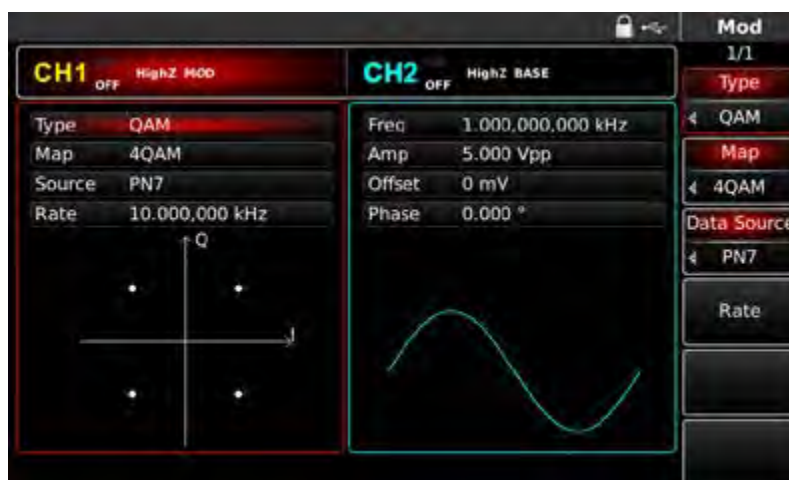 Mod
1/1
CH1 OFF HighZ MOD
CH2 OFF HighZ BASE
Type
QAM
Type QAM
Map 4QAM
Source PN7
Rate 10.000,000 kHz
Q
I
Freq 1.000,000,000 kHz
Amp 5.000 Vpp
Offset 0 mV
Phase 0.000 °
Map
4QAM
Data Source
PN7
Rate